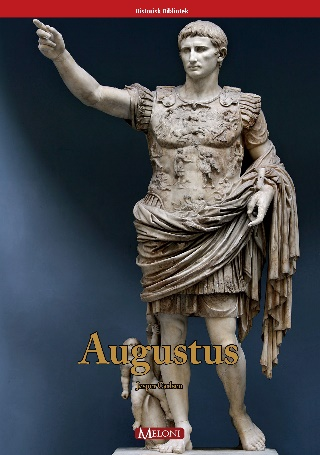 Historisk Bibliotek
Augustus
Jesper Carlsen
MELONI